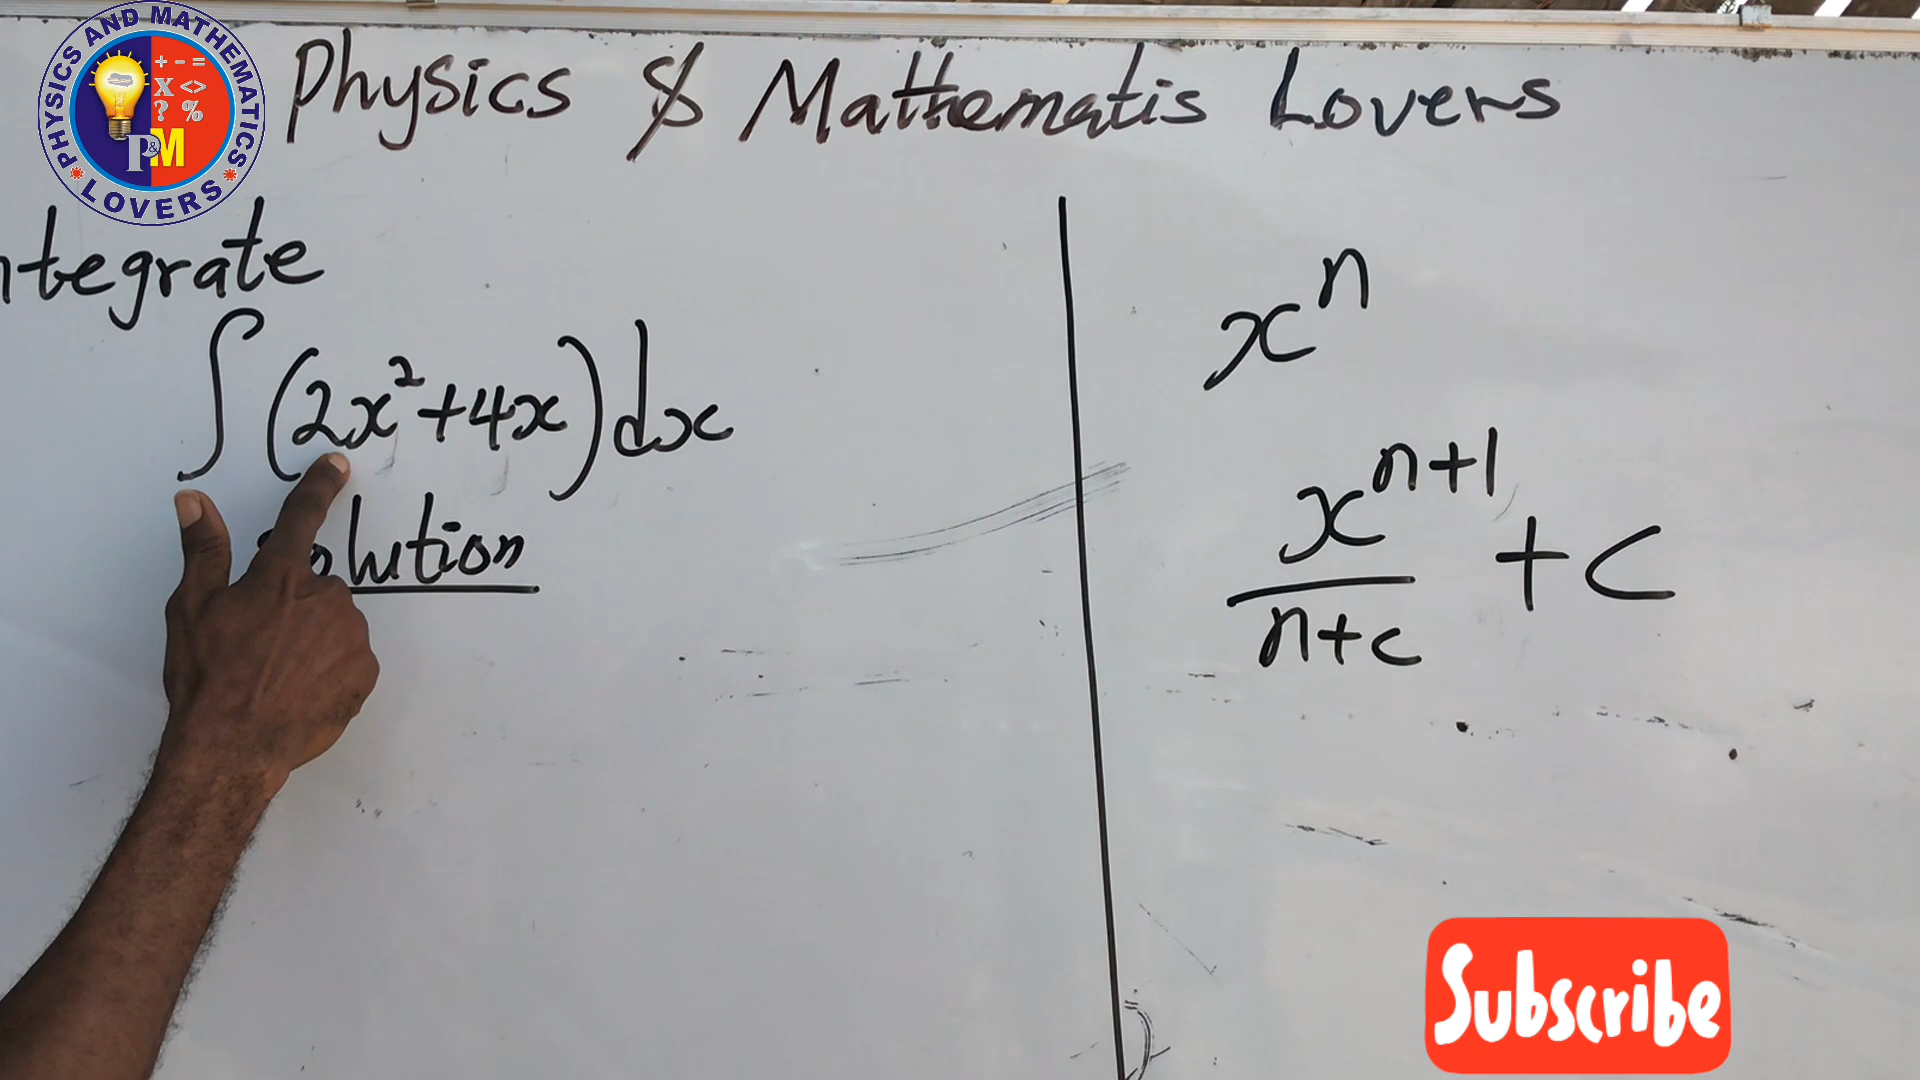 PHYSICS AND MATHEMATICS
LOVERS
+ - =
X <>
? %
P&M
Physics & Mathematis Lovers
ntegrate
∫(2x²+4x)dx
olution
xⁿ
xⁿ⁺¹
n+c
+ c
Subscribe